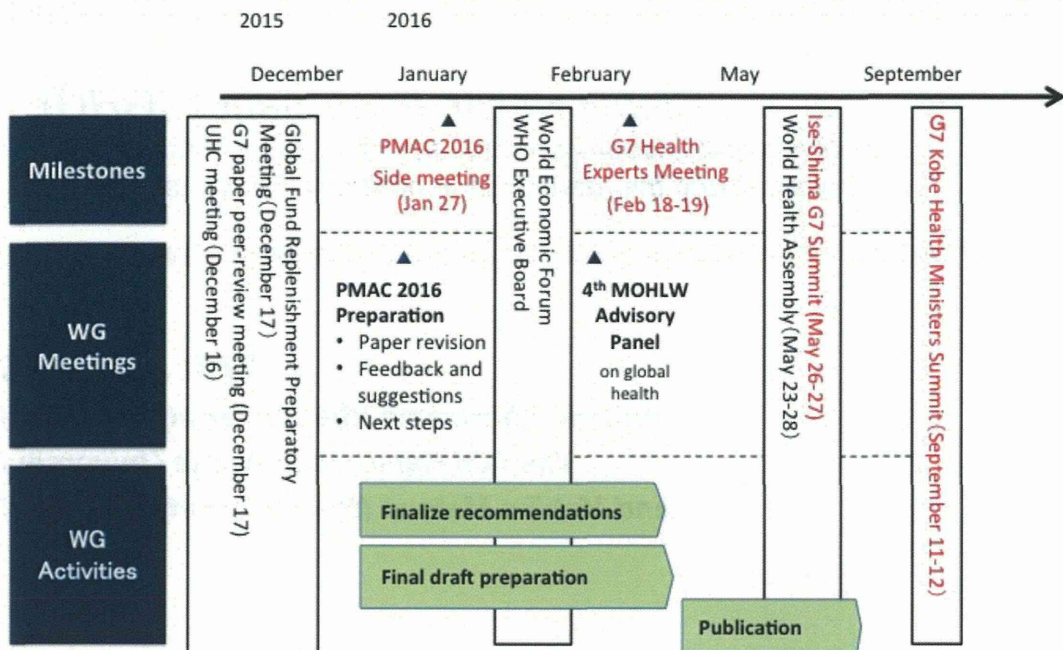 2015 2016
December January February May September
Milestones
WG
Meetings
WG
Activities
Global Fund Replenishment Preparatory
Meeting(December 17)
G7 paper peer-review meeting (December 17)
UHC meeting (December 16)
PMAC 2016
Side meeting
(Jan 27)
World Economic Forum
WHO Executive Board
G7 Health
Experts Meeting
(Feb 18-19)
Ise-Shima G7 Summit (May 26-27)
World Health Assembly(May 23-28)
G7 Kobe Health Ministers Summit (September 11-12)
PMAC 2016
Preparation
• Paper revision
• Feedback and
suggestions
• Next steps
4th MOHLW
Advisory
Panel
on global
health
Finalize recommendations
Final draft preparation
Publication